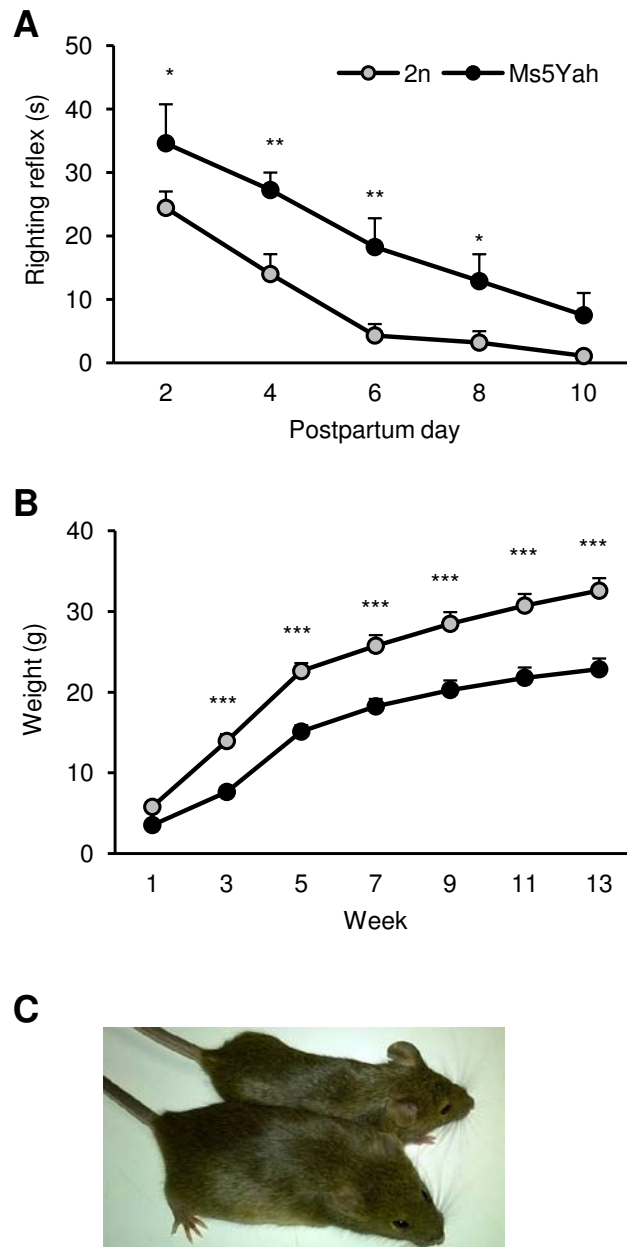 A
50
40
30
20
10
0
Righting reflex (s)
2n Ms5Yah
*
**
**
*
2 4 6 8 10
Postpartum day
B
40
30
20
10
0
Weight (g)
***
***
***
***
***
***
1 3 5 7 9 11 13
Week
C